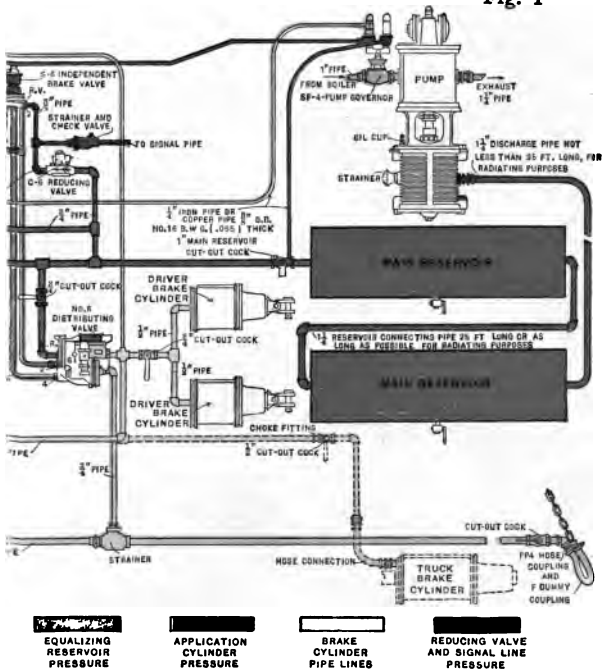 Fig. 1
S-6 INDEPENDENT
BRAKE VALVE
R.V.
PIPE
STRAINER AND
CHECK VALVE
TO SIGNAL PIPE
C-6 REDUCING
VALVE
3/4" PIPE
1" PIPE
FROM BOILER
SF-4-PUMP GOVERNOR
PUMP
EXHAUST
1 1/4" PIPE
OIL CUP
STRAINER
1 1/4" DISCHARGE PIPE NOT
LESS THAN 25 FT. LONG, FOR
RADIATING PURPOSES
1/4" IRON PIPE OR 3/8" O.D.
COPPER PIPE
NO.16 B.W.G. (.065) THICK
1" MAIN RESERVOIR
CUT-OUT COCK
MAIN RESERVOIR
CUT-OUT COCK
NO.6
DISTRIBUTING
VALVE
DRIVER
BRAKE
CYLINDER
1/2" PIPE
3/4" CUT-OUT COCK
1/2" PIPE
DRIVER
BRAKE
CYLINDER
1 1/4" RESERVOIR CONNECTING PIPE 25 FT LONG OR AS
LONG AS POSSIBLE FOR RADIATING PURPOSES
MAIN RESERVOIR
PIPE
CHOKE FITTING
1/2" CUT-OUT COCK
PIPE
STRAINER
HOSE CONNECTION
TRUCK
BRAKE
CYLINDER
CUT-OUT COCK
FP4 HOSE
COUPLING
AND
F DUMMY
COUPLING
EQUALIZING
RESERVOIR
PRESSURE
APPLICATION
CYLINDER
PRESSURE
BRAKE
CYLINDER
PIPE LINES
REDUCING VALVE
AND SIGNAL LINE
PRESSURE